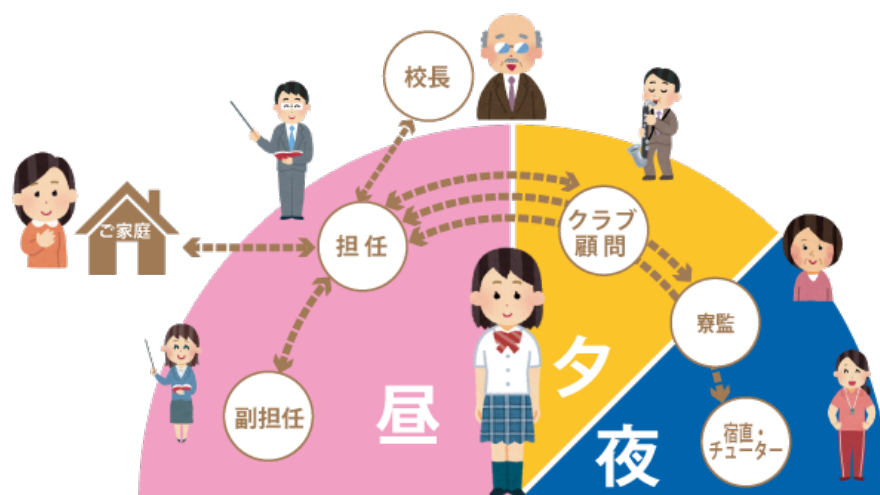 校長
ご家庭
担任
クラブ
顧問
寮監
副担任
宿直・
チューター
昼
夕
夜